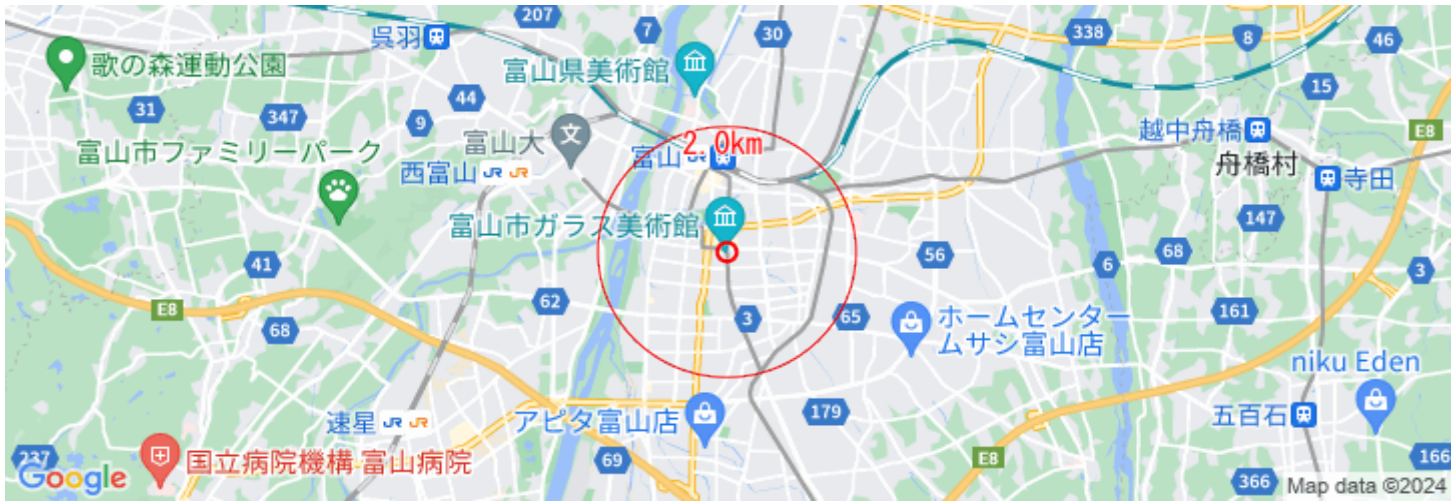 207
7
30
338
8
46
呉羽
歌の森運動公園
富山県美術館
15
31
347
44
9
富山大
越中舟橋
E8
富山市ファミリーパーク
2.0km
西富山 JR JR
富山 JR
舟橋村
寺田
富山市ガラス美術館
147
41
56
6
68
3
E8
62
3
65
ホームセンター
ムサシ富山店
161
68
niku Eden
速星 JR JR
アピタ富山店
179
五百石
237
国立病院機構 富山病院
69
E8
166
Google
366
Map data ©2024